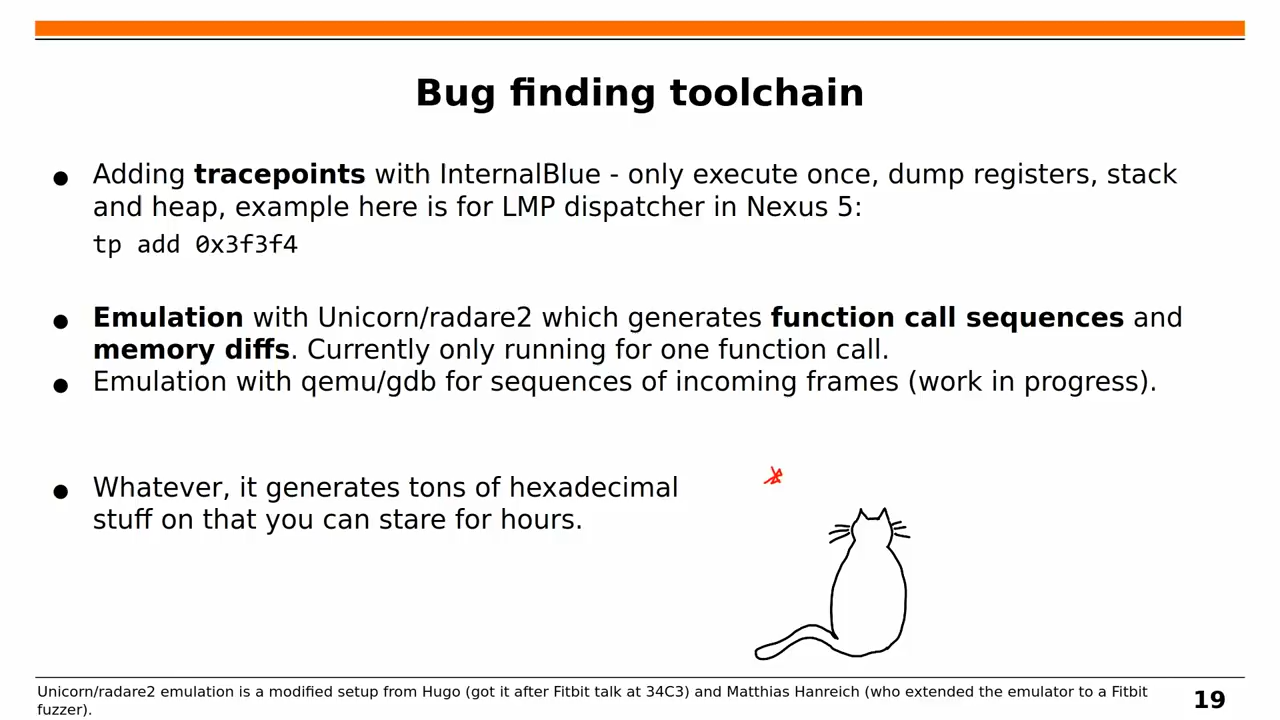 Bug finding toolchain
● Adding tracepoints with InternalBlue - only execute once, dump registers, stack
and heap, example here is for LMP dispatcher in Nexus 5:
tp add 0x3f3f4
● Emulation with Unicorn/radare2 which generates function call sequences and
memory diffs. Currently only running for one function call.
● Emulation with qemu/gdb for sequences of incoming frames (work in progress).
● Whatever, it generates tons of hexadecimal
stuff on that you can stare for hours.
Unicorn/radare2 emulation is a modified setup from Hugo (got it after Fitbit talk at 34C3) and Matthias Hanreich (who extended the emulator to a Fitbit
fuzzer).
19